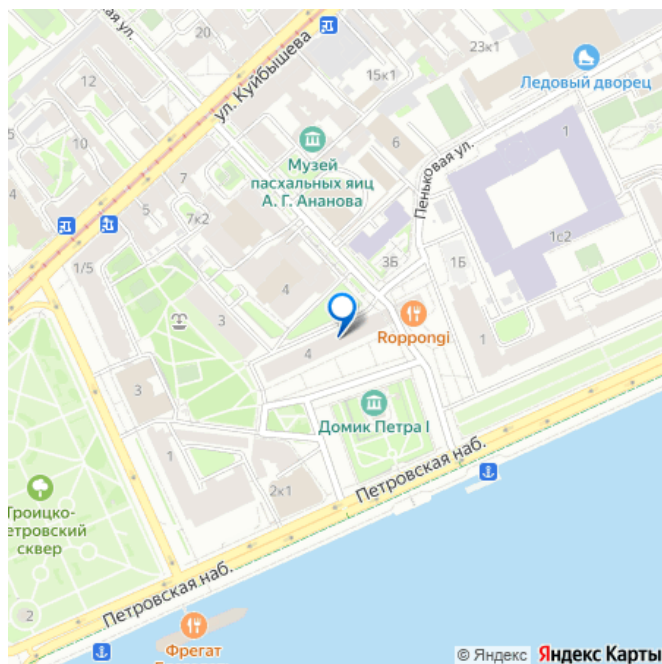 ая ул.
20
ул. Куйбышева
23к1
Ледовый дворец
12
15к1
10
Музей
пасхальных яиц
А. Г. Ананова
6
1
Пеньковая ул.
7
5
7к2
1с2
3Б
1Б
1/5
4
3
Roppongi
1
4
3
Домик Петра I
Петровская наб.
1
2к1
Троицко-
етровский
сквер
2
Петровская наб.
Фрегат
© Яндекс
Яндекс Карты